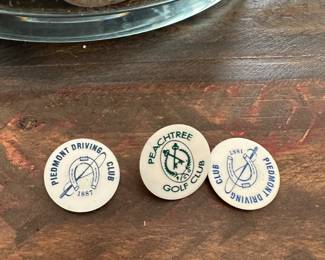 PIEDMONT DRIVING CLUB
1887
PEACHTREE
GOLF CLUB
PIEDMONT DRIVING CLUB
1887